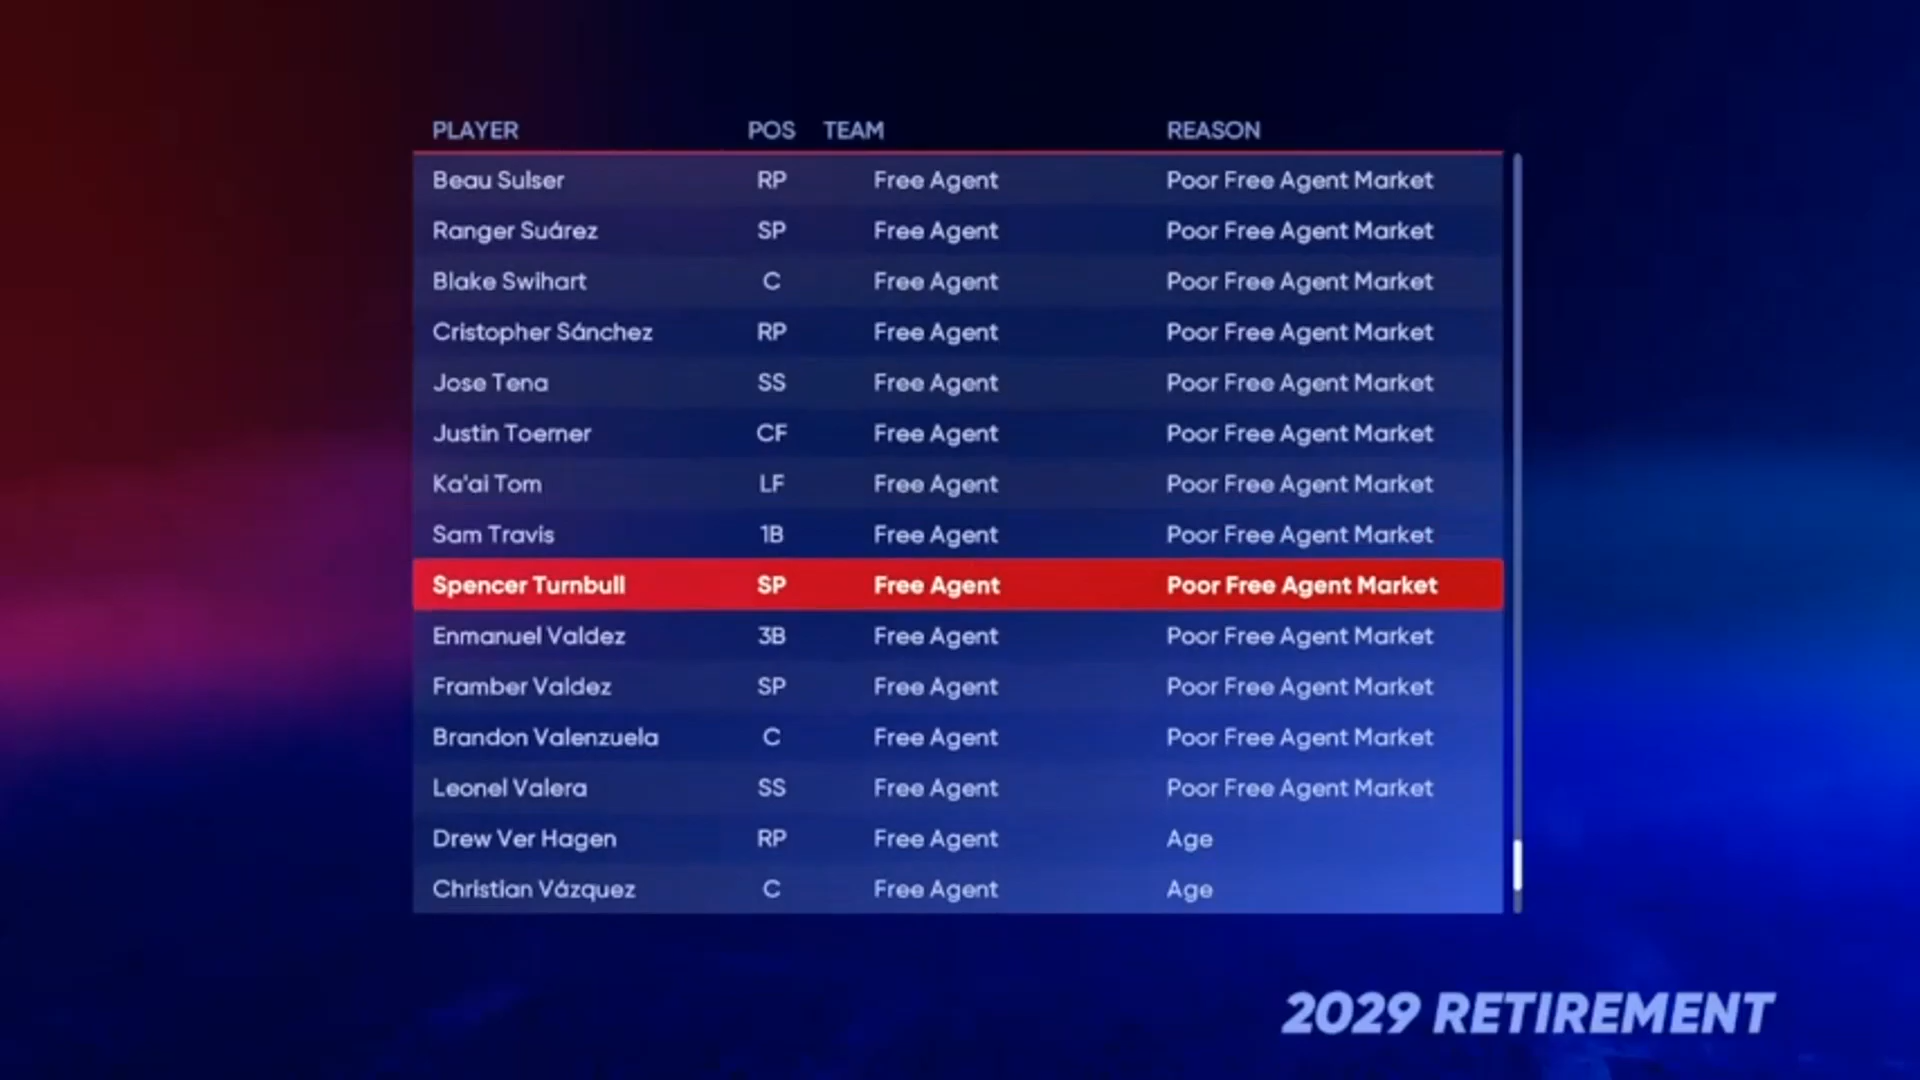 PLAYER POS TEAM REASON
Beau Sulser RP Free Agent Poor Free Agent Market
Ranger Suárez SP Free Agent Poor Free Agent Market
Blake Swihart C Free Agent Poor Free Agent Market
Cristopher Sánchez RP Free Agent Poor Free Agent Market
Jose Tena SS Free Agent Poor Free Agent Market
Justin Toerner CF Free Agent Poor Free Agent Market
Ka'ai Tom LF Free Agent Poor Free Agent Market
Sam Travis 1B Free Agent Poor Free Agent Market
Spencer Turnbull SP Free Agent Poor Free Agent Market
Enmanuel Valdez 3B Free Agent Poor Free Agent Market
Framber Valdez SP Free Agent Poor Free Agent Market
Brandon Valenzuela C Free Agent Poor Free Agent Market
Leonel Valera SS Free Agent Poor Free Agent Market
Drew Ver Hagen RP Free Agent Age
Christian Vázquez C Free Agent Age
2029 RETIREMENT